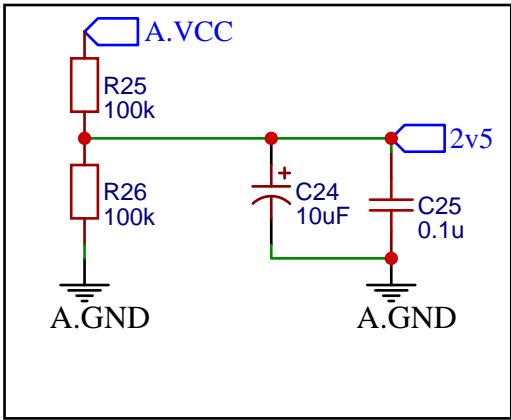 A.VCC
R25
100k
2v5
R26
100k
+
C24
10uF
C25
0.1u
A.GND
A.GND